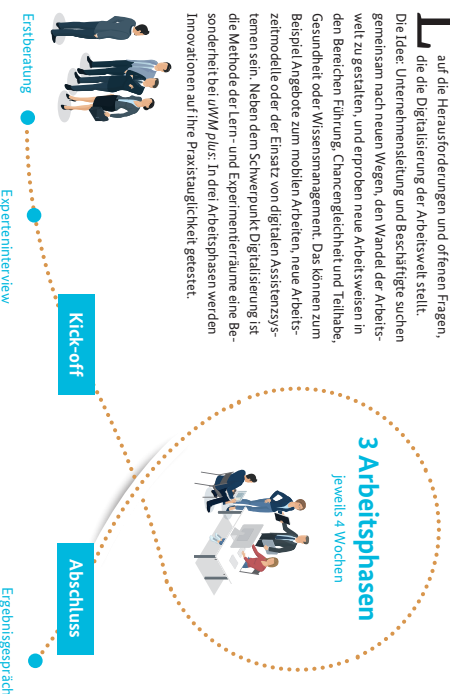 L
auf die Herausforderungen und offenen Fragen,
die die Digitalisierung der Arbeitswelt stellt.
Die Idee: Unternehmensleitung und Beschäftigte suchen
gemeinsam nach neuen Wegen, den Wandel der Arbeits-
welt zu gestalten, und erproben neue Arbeitsweisen in
den Bereichen Führung, Chancengleichheit und Teilhabe,
Gesundheit oder Wissensmanagement. Das können zum
Beispiel Angebote zum mobilen Arbeiten, neue Arbeits-
zeitmodelle oder der Einsatz von digitalen Assistenzsys-
temen sein. Neben dem Schwerpunkt Digitalisierung ist
die Methode der Lern- und Experimentierräume eine Be-
sonderheit bei uWM plus: In drei Arbeitsphasen werden
Innovationen auf ihre Praxistauglichkeit getestet.
3 Arbeitsphasen
jeweils 4 Wochen
Erstberatung
Experteninterview
Kick-off
Abschluss
Ergebnisgespräch